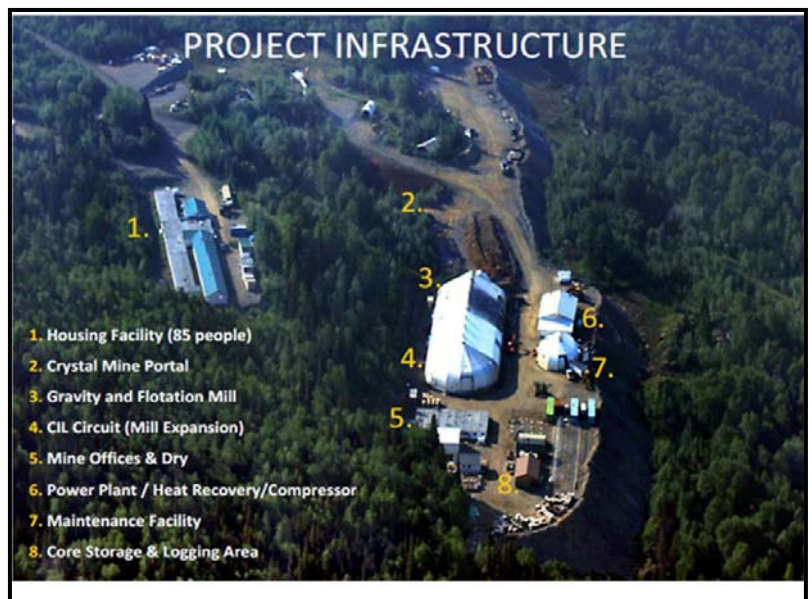 PROJECT INFRASTRUCTURE
1.
2.
3.
4.
5.
6.
7.
8.
1. Housing Facility (85 people)
2. Crystal Mine Portal
3. Gravity and Flotation Mill
4. CIL Circuit (Mill Expansion)
5. Mine Offices & Dry
6. Power Plant / Heat Recovery/Compressor
7. Maintenance Facility
8. Core Storage & Logging Area